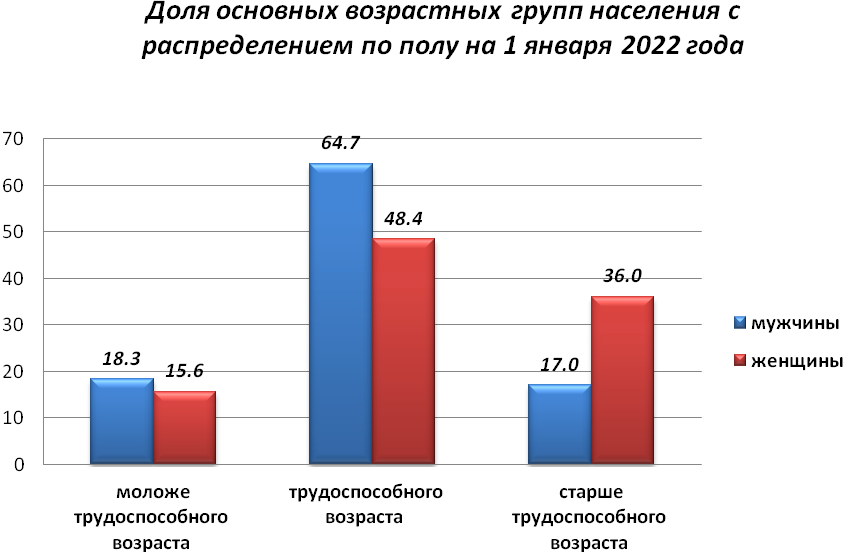 Доля основных возрастных групп населения с
распределением по полу на 1 января 2022 года
70
60
50
40
30
20
10
0
18.3
15.6
64.7
48.4
17.0
36.0
моложе
трудоспособного
возраста
трудоспособного
возраста
старше
трудоспособного
возраста
мужчины
женщины